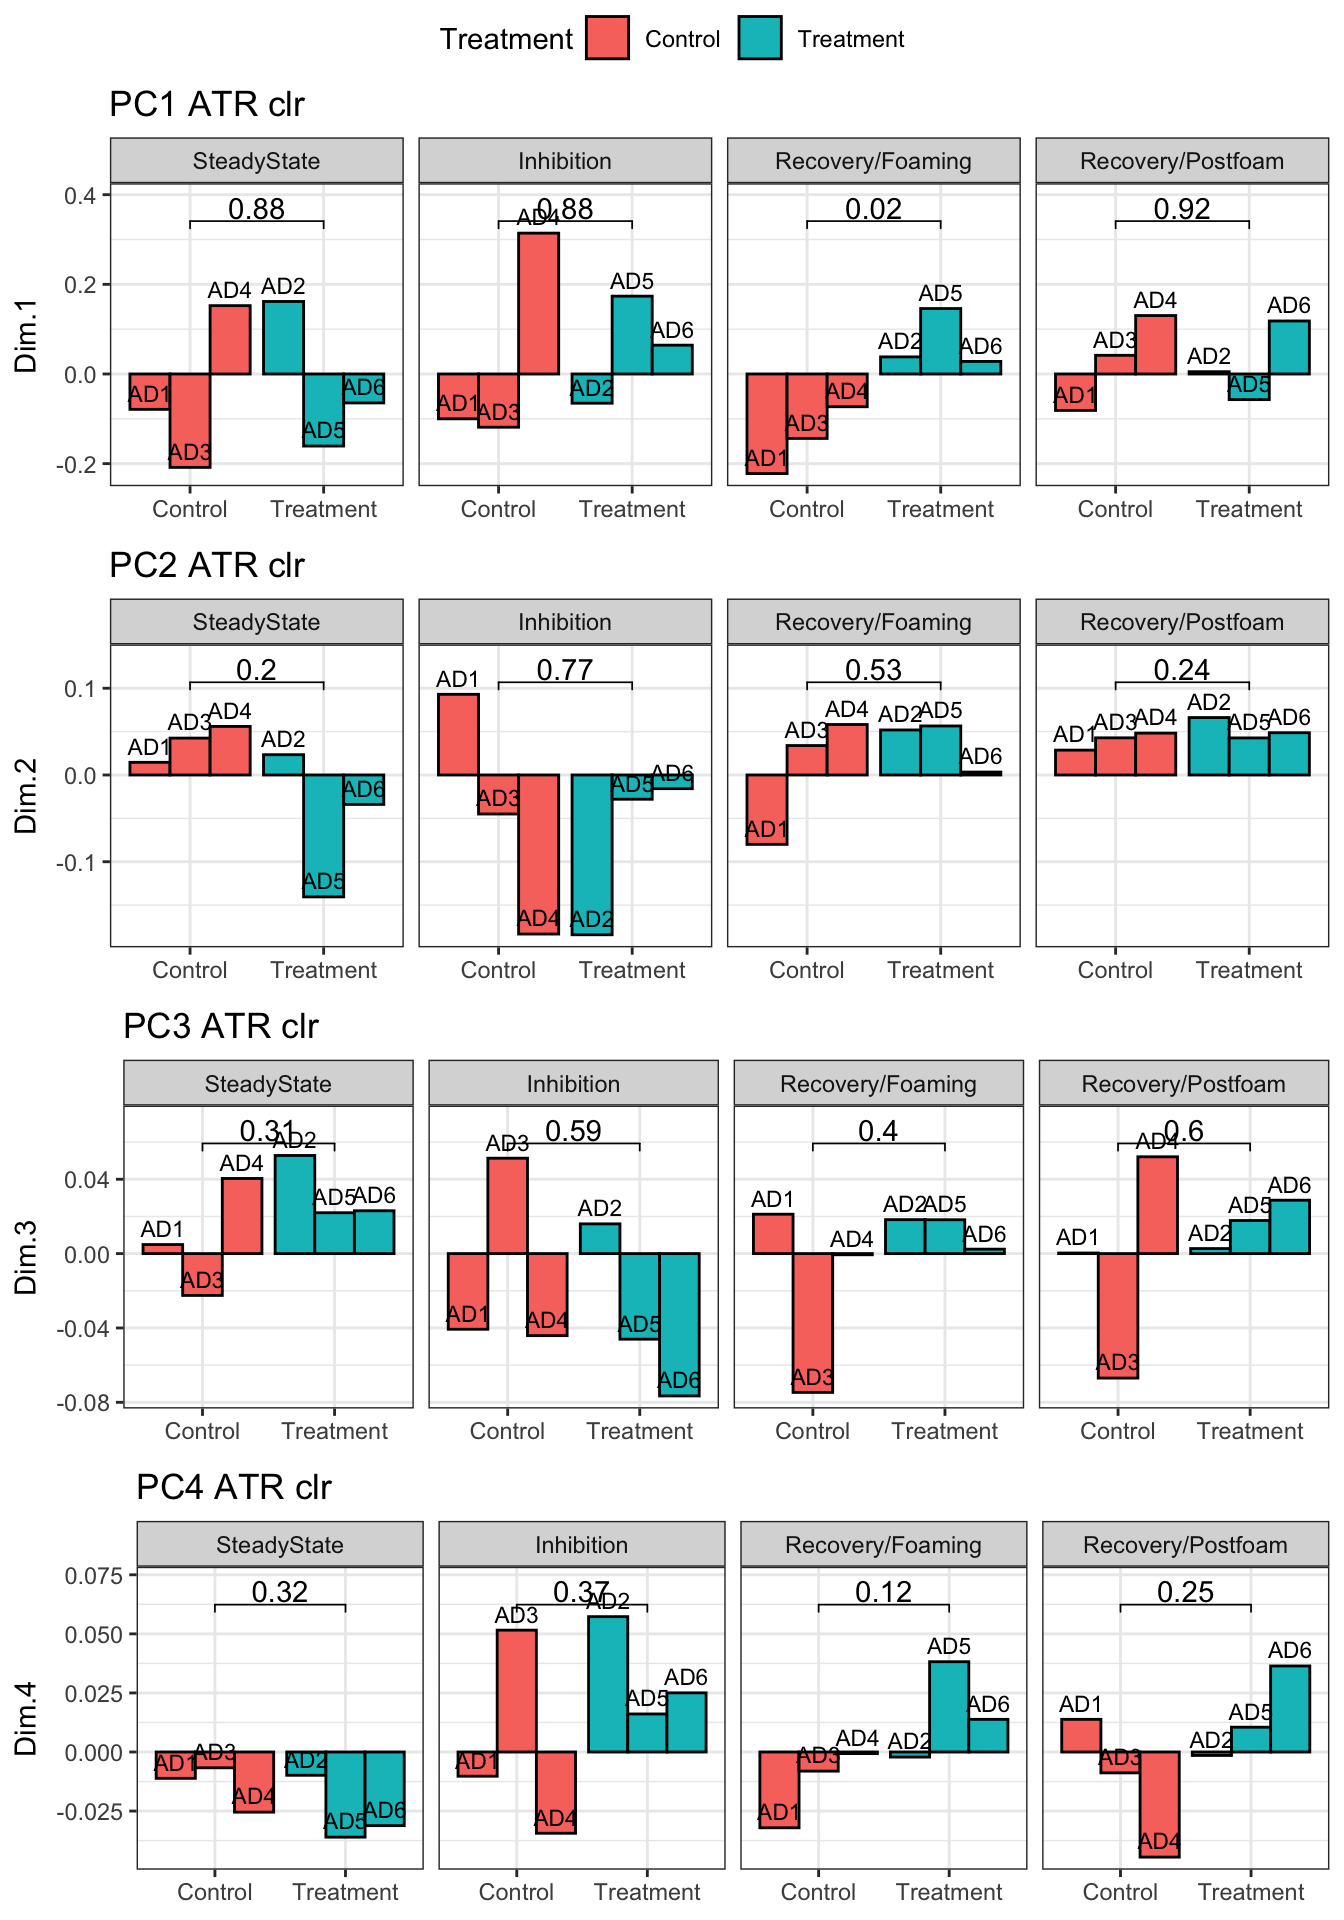 Treatment Control Treatment
PC1 ATR clr
SteadyState Inhibition Recovery/Foaming Recovery/Postfoam
0.88 0.88 0.02 0.92
AD1 AD3 AD4 AD2 AD5 AD6 AD1 AD3 AD4 AD2 AD5 AD6 AD1 AD3 AD4 AD2 AD5 AD6 AD1 AD3 AD4 AD2 AD5 AD6
0.4
0.2
0.0
-0.2
Dim.1
Control Treatment Control Treatment Control Treatment Control Treatment
PC2 ATR clr
SteadyState Inhibition Recovery/Foaming Recovery/Postfoam
0.2 0.77 0.53 0.24
AD1 AD3 AD4 AD2 AD5 AD6 AD1 AD3 AD4 AD2 AD5 AD6 AD1 AD3 AD4 AD2 AD5 AD6 AD1 AD3 AD4 AD2 AD5 AD6
0.1
0.0
-0.1
Dim.2
Control Treatment Control Treatment Control Treatment Control Treatment
PC3 ATR clr
SteadyState Inhibition Recovery/Foaming Recovery/Postfoam
0.31 0.59 0.4 0.6
AD1 AD3 AD4 AD2 AD5 AD6 AD1 AD3 AD4 AD2 AD5 AD6 AD1 AD3 AD4 AD2 AD5 AD6 AD1 AD3 AD4 AD2 AD5 AD6
0.04
0.00
-0.04
-0.08
Dim.3
Control Treatment Control Treatment Control Treatment Control Treatment
PC4 ATR clr
SteadyState Inhibition Recovery/Foaming Recovery/Postfoam
0.32 0.37 0.12 0.25
AD1 AD3 AD4 AD2 AD5 AD6 AD1 AD3 AD4 AD2 AD5 AD6 AD1 AD3 AD4 AD2 AD5 AD6 AD1 AD3 AD4 AD2 AD5 AD6
0.075
0.050
0.025
0.000
-0.025
Dim.4
Control Treatment Control Treatment Control Treatment Control Treatment